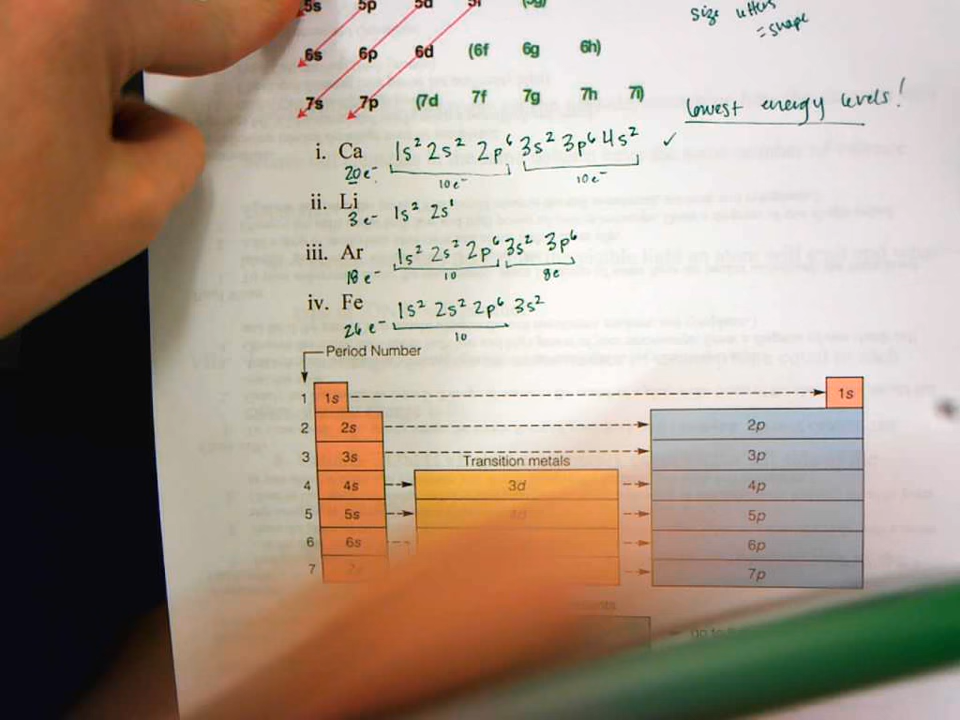 5s 5p 5d 5f (5g)
size letters
= shape
6s 6p 6d (6f 6g 6h)
7s 7p (7d 7f 7g 7h 7i)
lowest energy levels!
i. Ca 1s² 2s² 2p⁶ 3s² 3p⁶ 4s² ✓
20e⁻ 10e⁻ 10e⁻
ii. Li 1s² 2s¹
3e⁻
iii. Ar 1s² 2s² 2p⁶ 3s² 3p⁶
18e⁻ 10 8e
iv. Fe 1s² 2s² 2p⁶ 3s²
26e⁻ 10
Period Number
1 1s 1s
2 2s 2p
3 3s 3p
Transition metals
4 4s 3d 4p
5 5s 4d 5p
6 6s 6p
7 7p